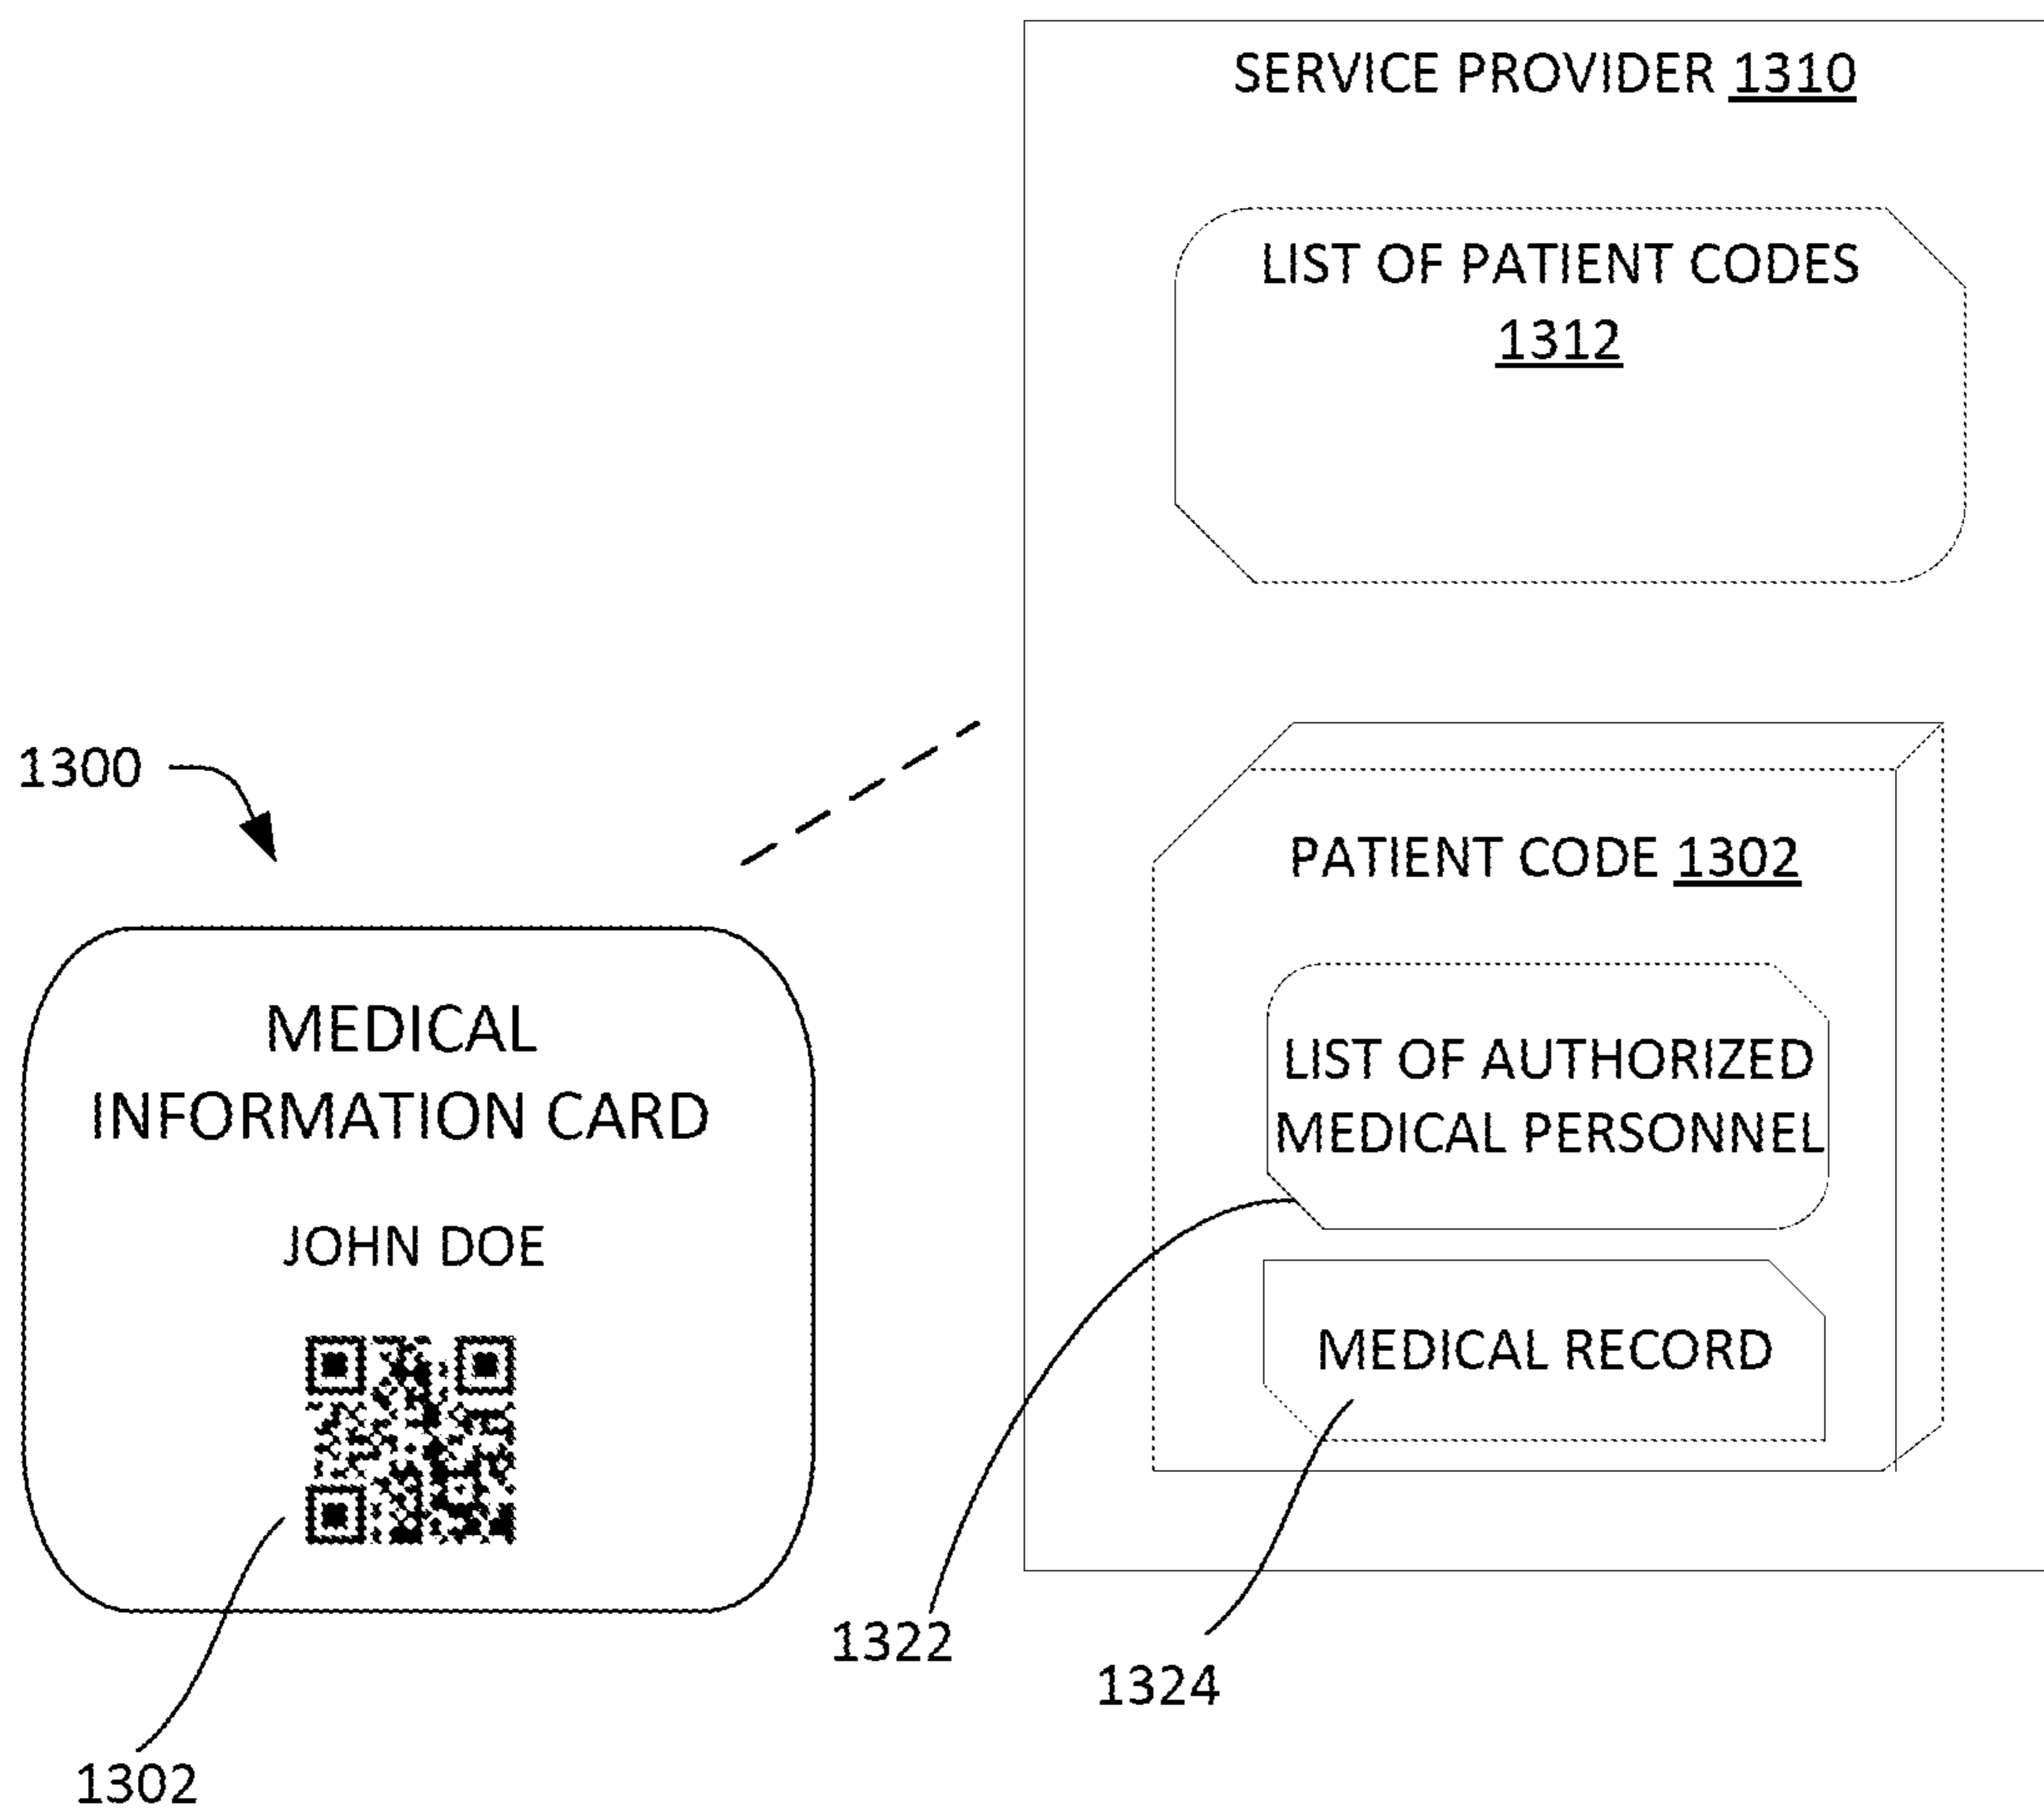 SERVICE PROVIDER 1310
LIST OF PATIENT CODES
1312
1300
PATIENT CODE 1302
LIST OF AUTHORIZED
MEDICAL PERSONNEL
MEDICAL RECORD
MEDICAL
INFORMATION CARD
JOHN DOE
1322
1324
1302